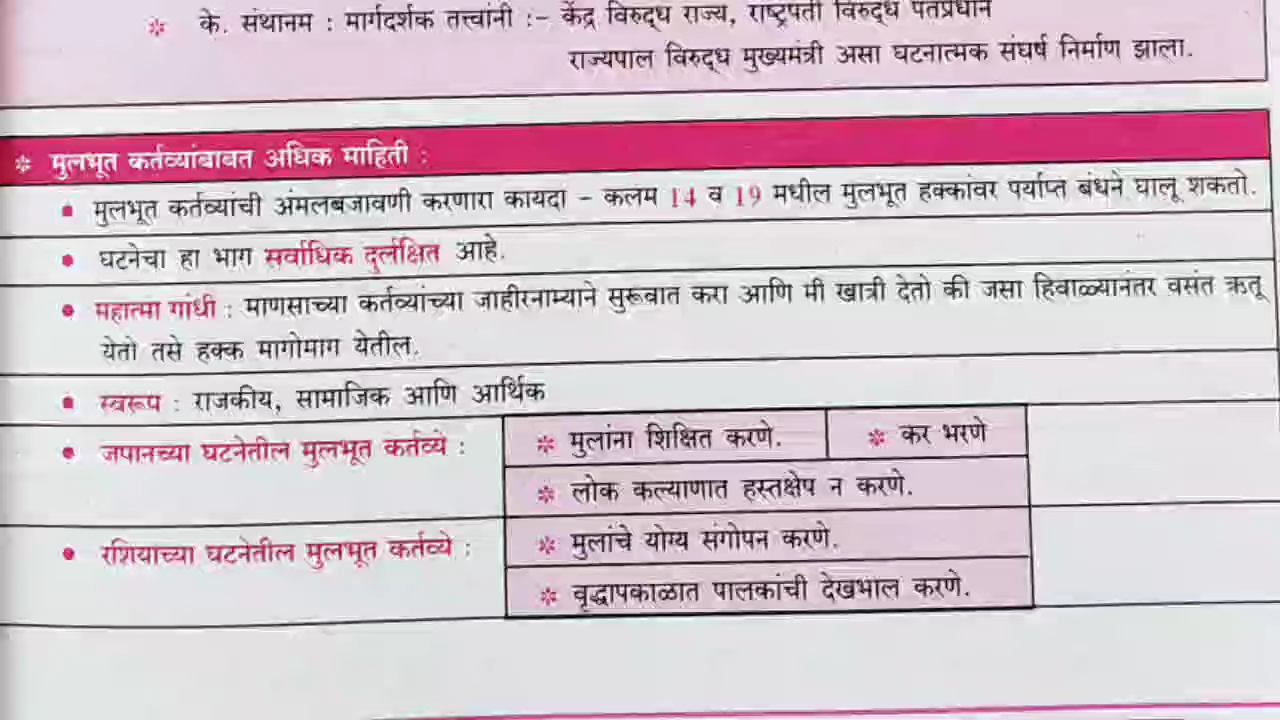 ❊ के. संथानम : मार्गदर्शक तत्त्वांनी :– केंद्र विरुद्ध राज्य, राष्ट्रपती विरुद्ध पंतप्रधान
राज्यपाल विरुद्ध मुख्यमंत्री असा घटनात्मक संघर्ष निर्माण झाला.
❊ मुलभूत कर्तव्यांबाबत अधिक माहिती :
• मुलभूत कर्तव्यांची अंमलबजावणी करणारा कायदा – कलम 14 व 19 मधील मुलभूत हक्कांवर पर्याप्त बंधने घालू शकतो.
• घटनेचा हा भाग सर्वाधिक दुर्लक्षित आहे.
• महात्मा गांधी : माणसाच्या कर्तव्यांच्या जाहीरनाम्याने सुरूवात करा आणि मी खात्री देतो की जसा हिवाळ्यानंतर वसंत ऋतू
येतो तसे हक्क मागोमाग येतील.
• स्वरूप : राजकीय, सामाजिक आणि आर्थिक
• जपानच्या घटनेतील मुलभूत कर्तव्ये : ❊ मुलांना शिक्षित करणे. ❊ कर भरणे
❊ लोक कल्याणात हस्तक्षेप न करणे.
• रशियाच्या घटनेतील मुलभूत कर्तव्ये : ❊ मुलांचे योग्य संगोपन करणे.
❊ वृद्धापकाळात पालकांची देखभाल करणे.